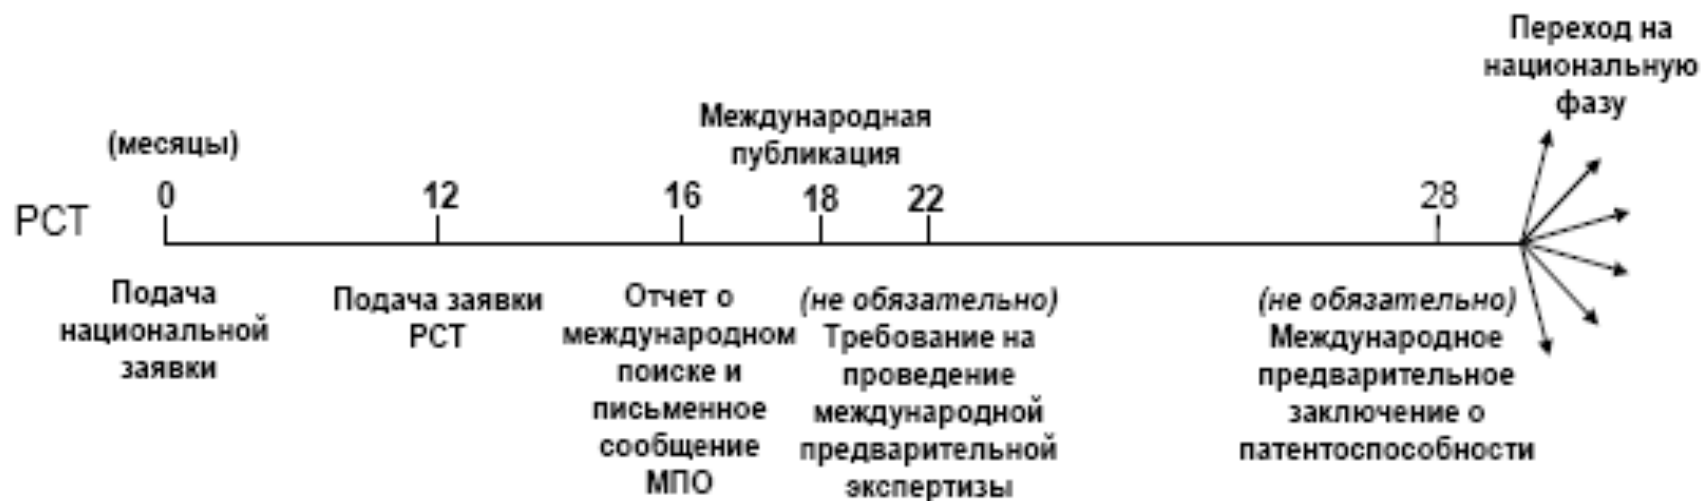 Переход на
национальную
фазу
Международная
публикация
(месяцы)
РСТ
0
12
16
18
22
28
Подача
национальной
заявки
Подача заявки
РСТ
Отчет о
международном
поиске и
письменное
сообщение
МПО
(не обязательно)
Требование на
проведение
международной
предварительной
экспертизы
(не обязательно)
Международное
предварительное
заключение о
патентоспособности